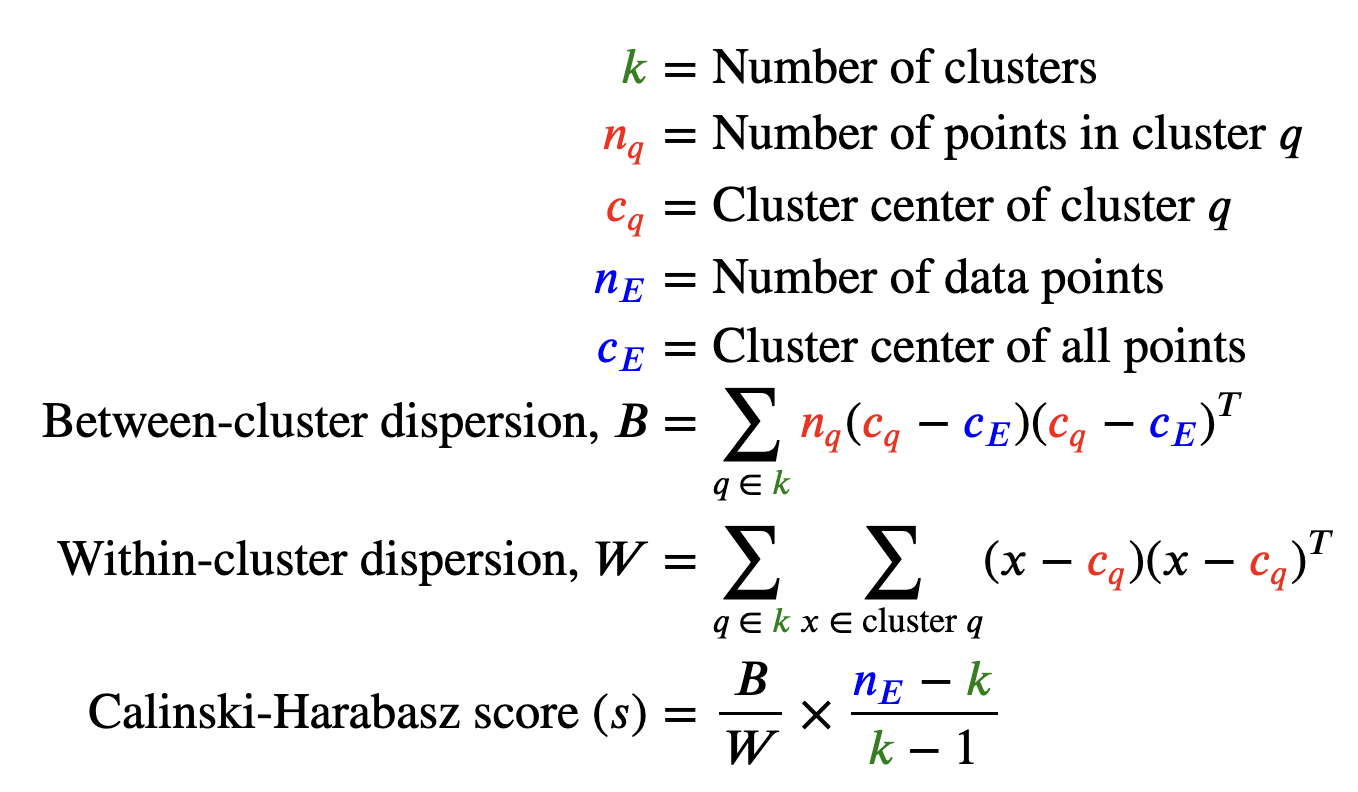 k = Number of clusters
n_q = Number of points in cluster q
c_q = Cluster center of cluster q
n_E = Number of data points
c_E = Cluster center of all points
Between-cluster dispersion, B = ∑_{q ∈ k} n_q(c_q − c_E)(c_q − c_E)^T
Within-cluster dispersion, W = ∑_{q ∈ k} ∑_{x ∈ cluster q} (x − c_q)(x − c_q)^T
Calinski-Harabasz score (s) = \frac{B}{W} × \frac{n_E − k}{k − 1}